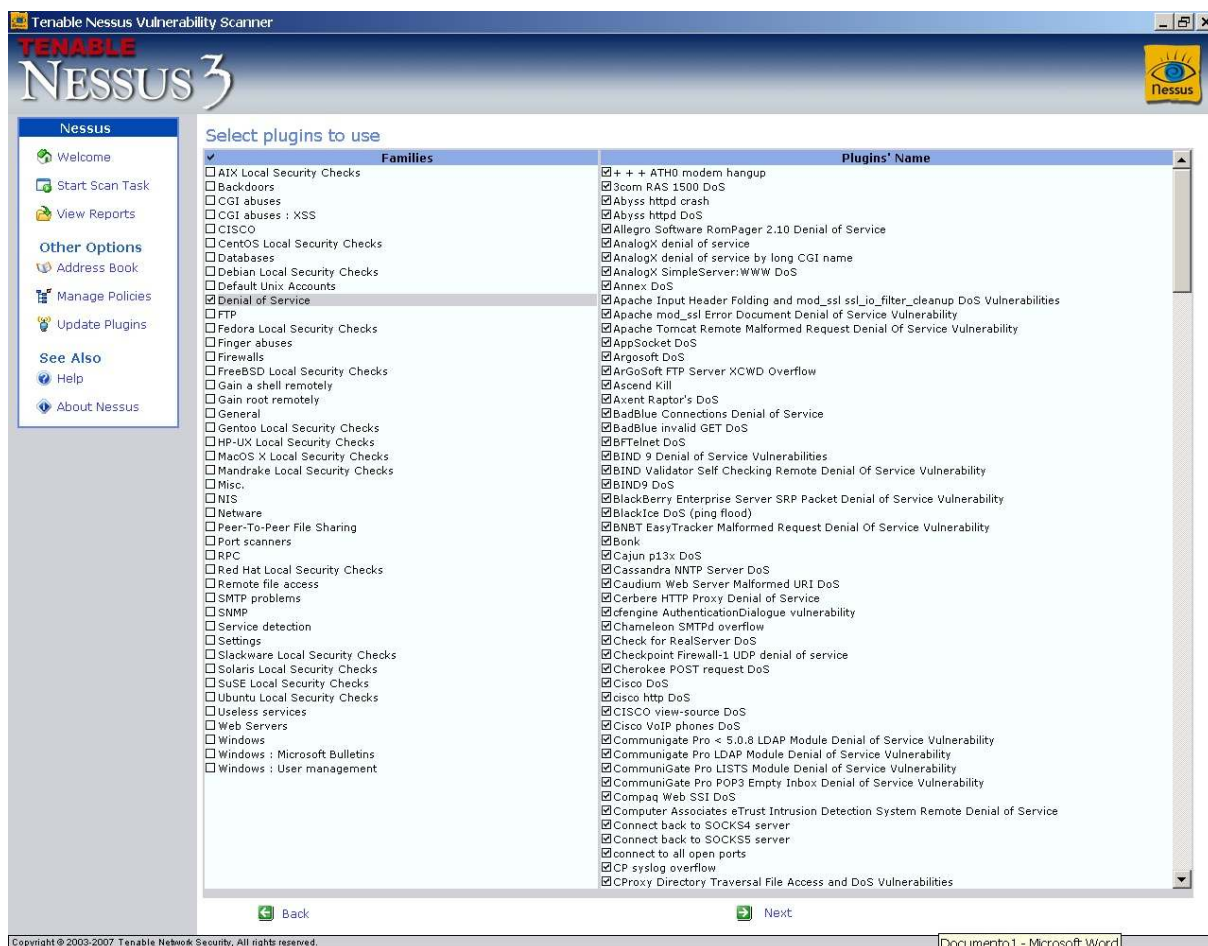 Tenable Nessus Vulnerability Scanner
TENABLE
NESSUS 3
Nessus
Nessus
Welcome
Start Scan Task
View Reports
Other Options
Address Book
Manage Policies
Update Plugins
See Also
Help
About Nessus
Select plugins to use
Families
AIX Local Security Checks
Backdoors
CGI abuses
CGI abuses : XSS
CISCO
CentOS Local Security Checks
Databases
Debian Local Security Checks
Default Unix Accounts
Denial of Service
FTP
Fedora Local Security Checks
Finger abuses
Firewalls
FreeBSD Local Security Checks
Gain a shell remotely
Gain root remotely
General
Gentoo Local Security Checks
HP-UX Local Security Checks
MacOS X Local Security Checks
Mandrake Local Security Checks
Misc.
NIS
Netware
Peer-To-Peer File Sharing
Port scanners
RPC
Red Hat Local Security Checks
Remote file access
SMTP problems
SNMP
Service detection
Settings
Slackware Local Security Checks
Solaris Local Security Checks
SuSE Local Security Checks
Ubuntu Local Security Checks
Useless services
Web Servers
Windows
Windows : Microsoft Bulletins
Windows : User management
Plugins' Name
+ + + ATH0 modem hangup
3com RAS 1500 DoS
Abyss httpd crash
Abyss httpd DoS
Allegro Software RomPager 2.10 Denial of Service
AnalogX denial of service
AnalogX denial of service by long CGI name
AnalogX SimpleServer:WWW DoS
Annex DoS
Apache Input Header Folding and mod_ssl ssl_io_filter_cleanup DoS Vulnerabilities
Apache mod_ssl Error Document Denial of Service Vulnerability
Apache Tomcat Remote Malformed Request Denial Of Service Vulnerability
AppSocket DoS
Argosoft DoS
ArGoSoft FTP Server XCWD Overflow
Ascend Kill
Axent Raptor's DoS
BadBlue Connections Denial of Service
BadBlue invalid GET DoS
BFTelnet DoS
BIND 9 Denial of Service Vulnerabilities
BIND Validator Self Checking Remote Denial Of Service Vulnerability
BIND9 DoS
BlackBerry Enterprise Server SRP Packet Denial of Service Vulnerability
BlackIce DoS (ping flood)
BNBT EasyTracker Malformed Request Denial Of Service Vulnerability
Bonk
Cajun p13x DoS
Cassandra NNTP Server DoS
Caudium Web Server Malformed URI DoS
Cerbere HTTP Proxy Denial of Service
cfengine AuthenticationDialogue vulnerability
Chameleon SMTPd overflow
Check for RealServer DoS
Checkpoint Firewall-1 UDP denial of service
Cherokee POST request DoS
Cisco DoS
cisco http DoS
CISCO view-source DoS
Cisco VoIP phones DoS
Communigate Pro < 5.0.8 LDAP Module Denial of Service Vulnerability
Communigate Pro LDAP Module Denial of Service Vulnerability
CommuniGate Pro LISTS Module Denial of Service Vulnerability
CommuniGate Pro POP3 Empty Inbox Denial of Service Vulnerability
Compaq Web SSI DoS
Computer Associates eTrust Intrusion Detection System Remote Denial of Service
Connect back to SOCKS4 server
Connect back to SOCKS5 server
connect to all open ports
CP syslog overflow
CProxy Directory Traversal File Access and DoS Vulnerabilities
Back
Next
Copyright © 2003-2007 Tenable Network Security, All rights reserved.
Documento1 - Microsoft Word